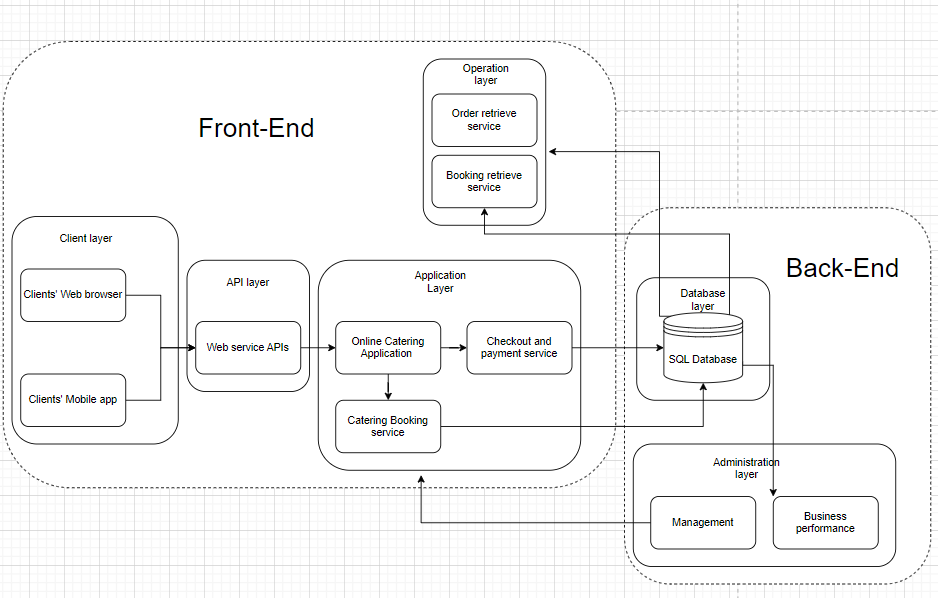 Operation
layer
Order retrieve
service
Booking retrieve
service
Front-End
Client layer
Clients' Web browser
Clients' Mobile app
API layer
Web service APIs
Application
Layer
Online Catering
Application
Checkout and
payment service
Catering Booking
service
Back-End
Database
layer
SQL Database
Administration
layer
Management
Business
performance